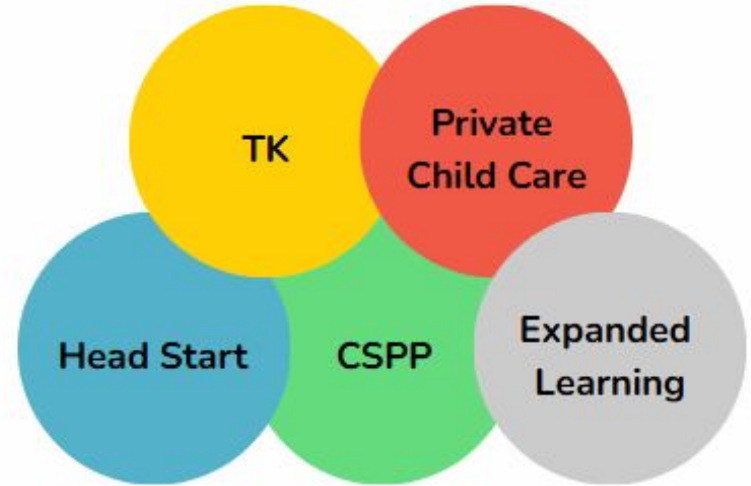 TK
Private
Child Care
Head Start
CSPP
Expanded
Learning